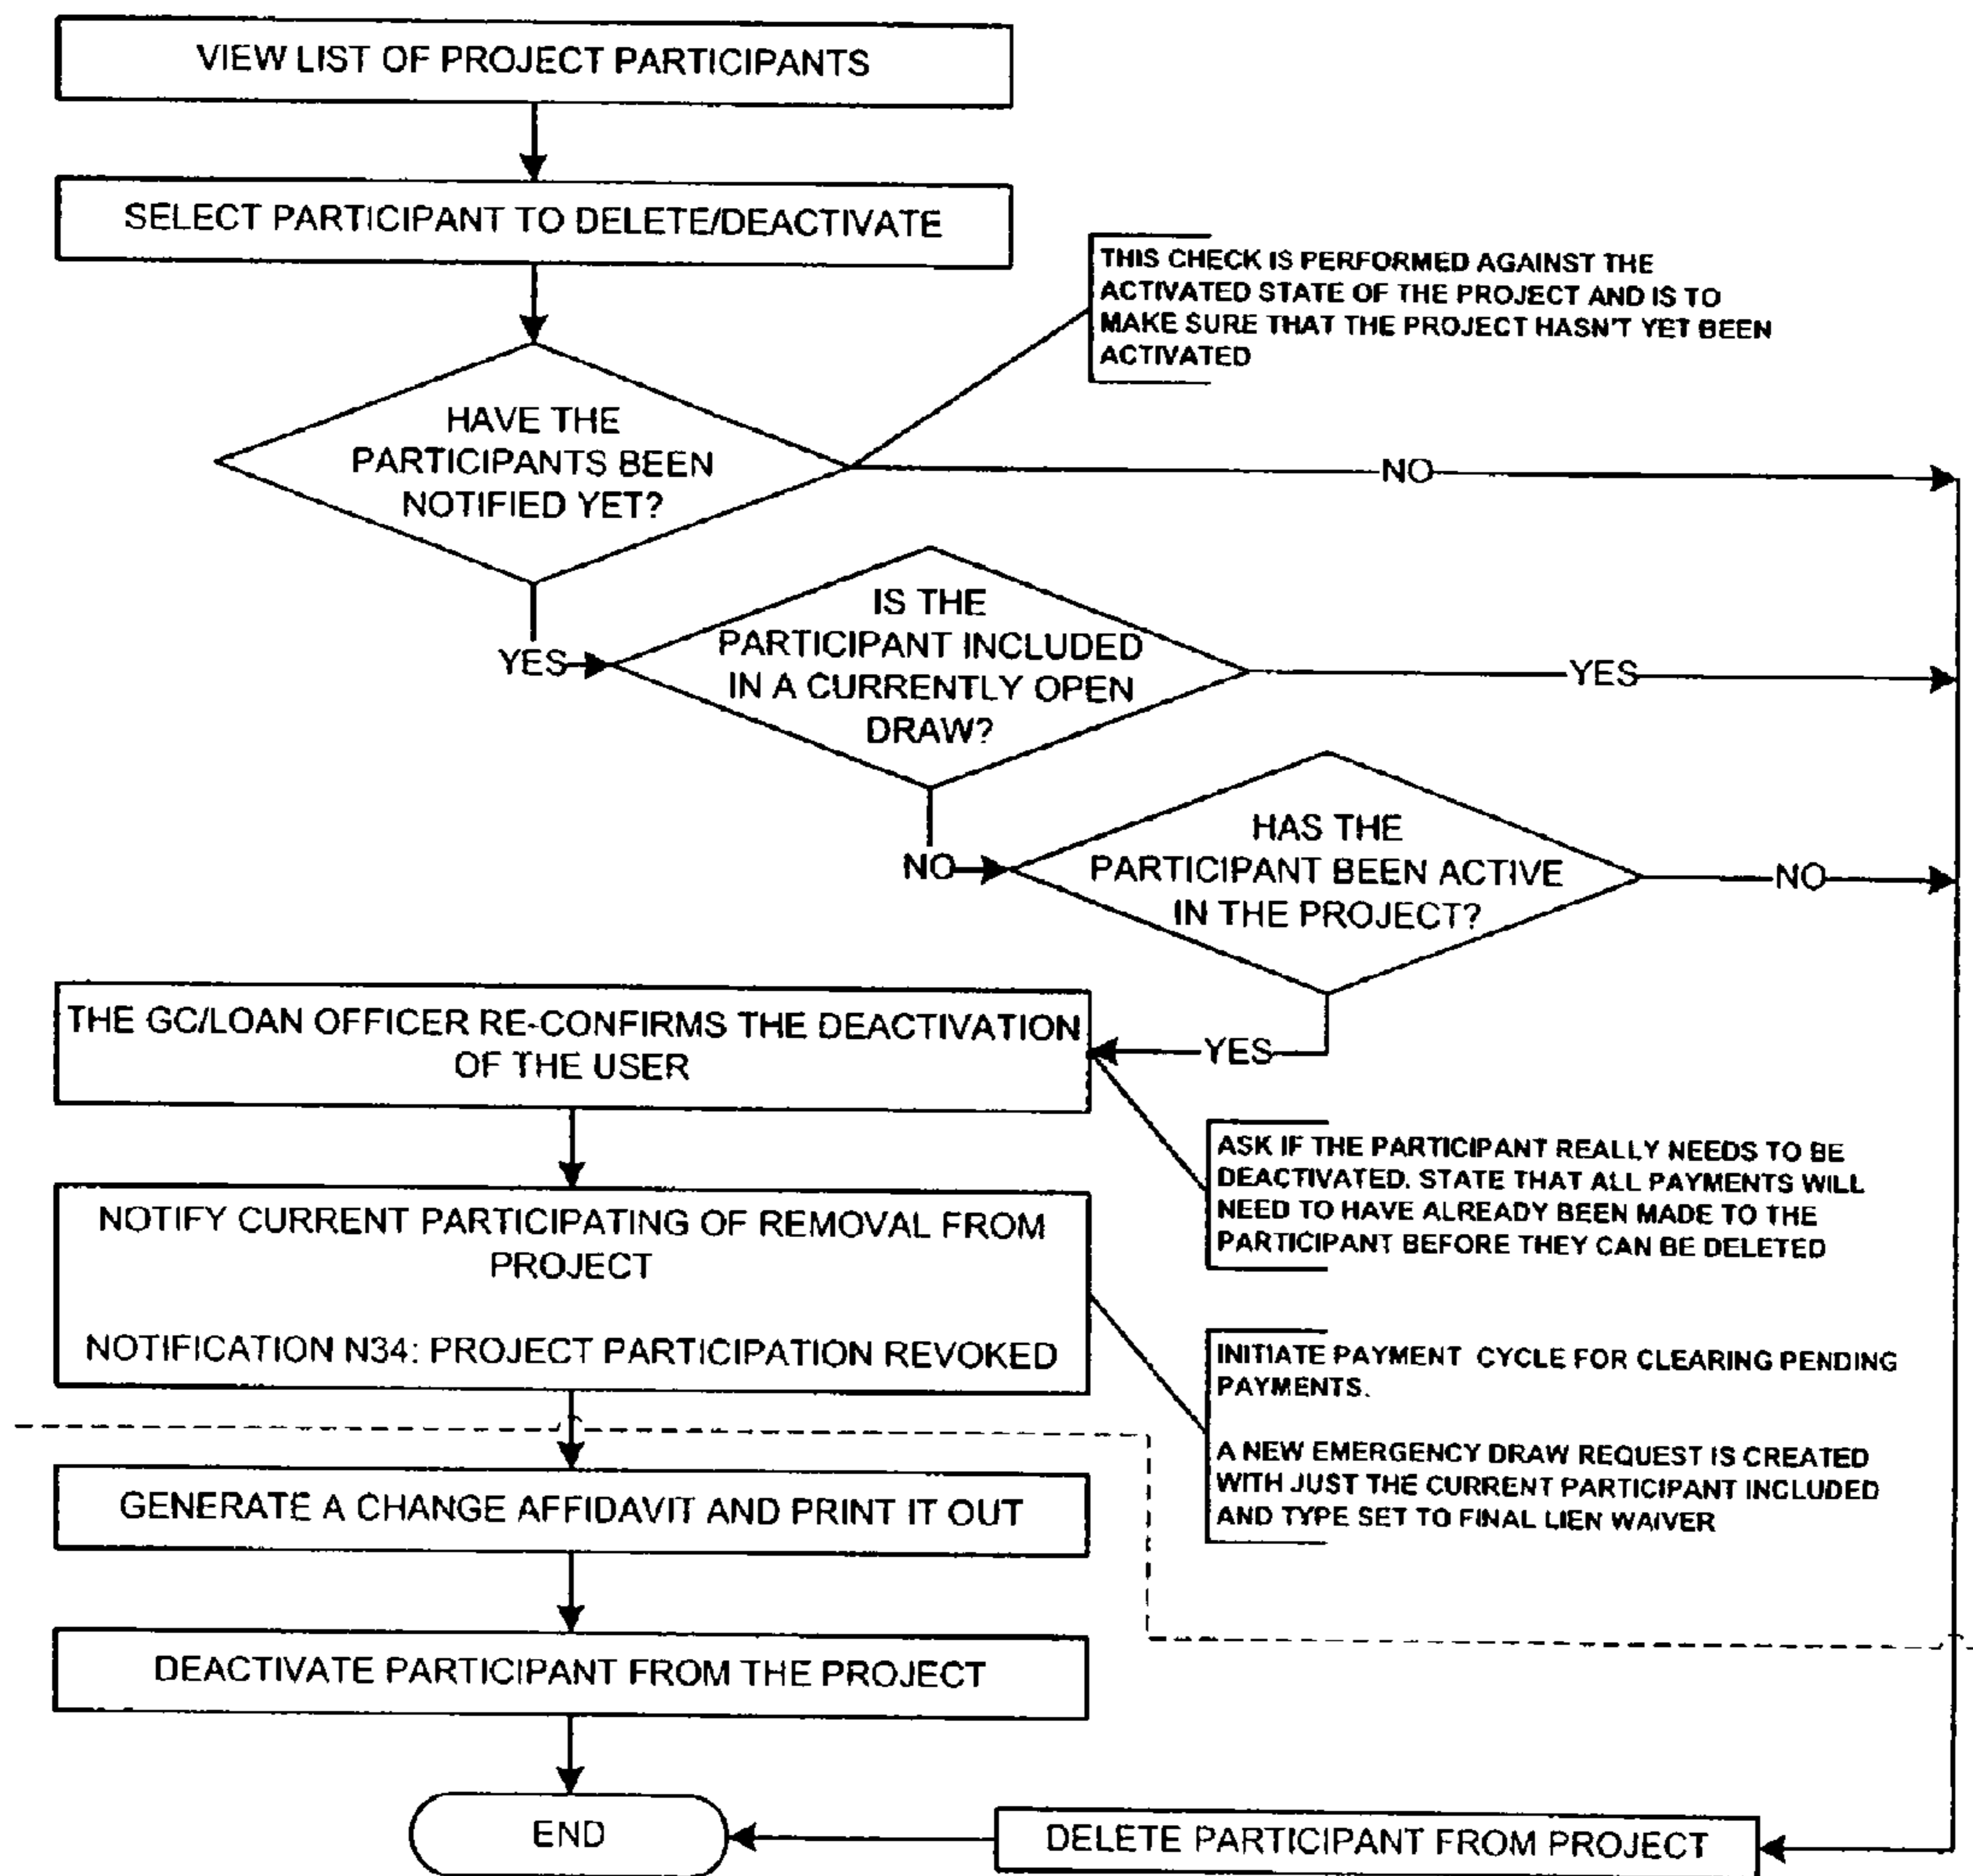 VIEW LIST OF PROJECT PARTICIPANTS
SELECT PARTICIPANT TO DELETE/DEACTIVATE
THIS CHECK IS PERFORMED AGAINST THE
ACTIVATED STATE OF THE PROJECT AND IS TO
MAKE SURE THAT THE PROJECT HASN'T YET BEEN
ACTIVATED
HAVE THE
PARTICIPANTS BEEN
NOTIFIED YET?
NO
YES
IS THE
PARTICIPANT INCLUDED
IN A CURRENTLY OPEN
DRAW?
YES
NO
HAS THE
PARTICIPANT BEEN ACTIVE
IN THE PROJECT?
NO
YES
THE GC/LOAN OFFICER RE-CONFIRMS THE DEACTIVATION
OF THE USER
ASK IF THE PARTICIPANT REALLY NEEDS TO BE
DEACTIVATED. STATE THAT ALL PAYMENTS WILL
NEED TO HAVE ALREADY BEEN MADE TO THE
PARTICIPANT BEFORE THEY CAN BE DELETED
NOTIFY CURRENT PARTICIPATING OF REMOVAL FROM
PROJECT
NOTIFICATION N34: PROJECT PARTICIPATION REVOKED
INITIATE PAYMENT CYCLE FOR CLEARING PENDING
PAYMENTS.
A NEW EMERGENCY DRAW REQUEST IS CREATED
WITH JUST THE CURRENT PARTICIPANT INCLUDED
AND TYPE SET TO FINAL LIEN WAIVER
GENERATE A CHANGE AFFIDAVIT AND PRINT IT OUT
DEACTIVATE PARTICIPANT FROM THE PROJECT
END
DELETE PARTICIPANT FROM PROJECT